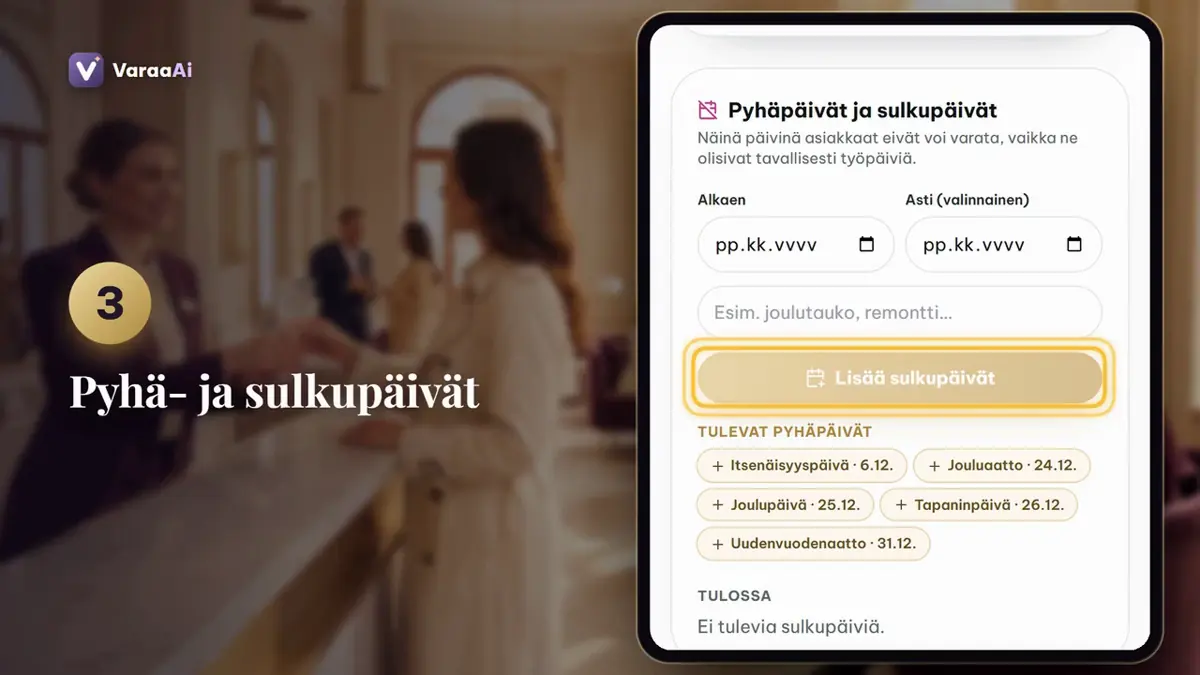 VaraaAi
3
Pyhä- ja sulkupäivät
Pyhäpäivät ja sulkupäivät
Näinä päivinä asiakkaat eivät voi varata, vaikka ne
olisivat tavallisesti työpäiviä.
Alkaen
Asti (valinnainen)
pp.kk.vvvv
pp.kk.vvvv
Esim. joulutauko, remontti...
Lisää sulkupäivät
TULEVAT PYHÄPÄIVÄT
+ Itsenäisyyspäivä · 6.12.
+ Jouluaatto · 24.12.
+ Joulupäivä · 25.12.
+ Tapaninpäivä · 26.12.
+ Uudenvuodenaatto · 31.12.
TULOSSA
Ei tulevia sulkupäiviä.